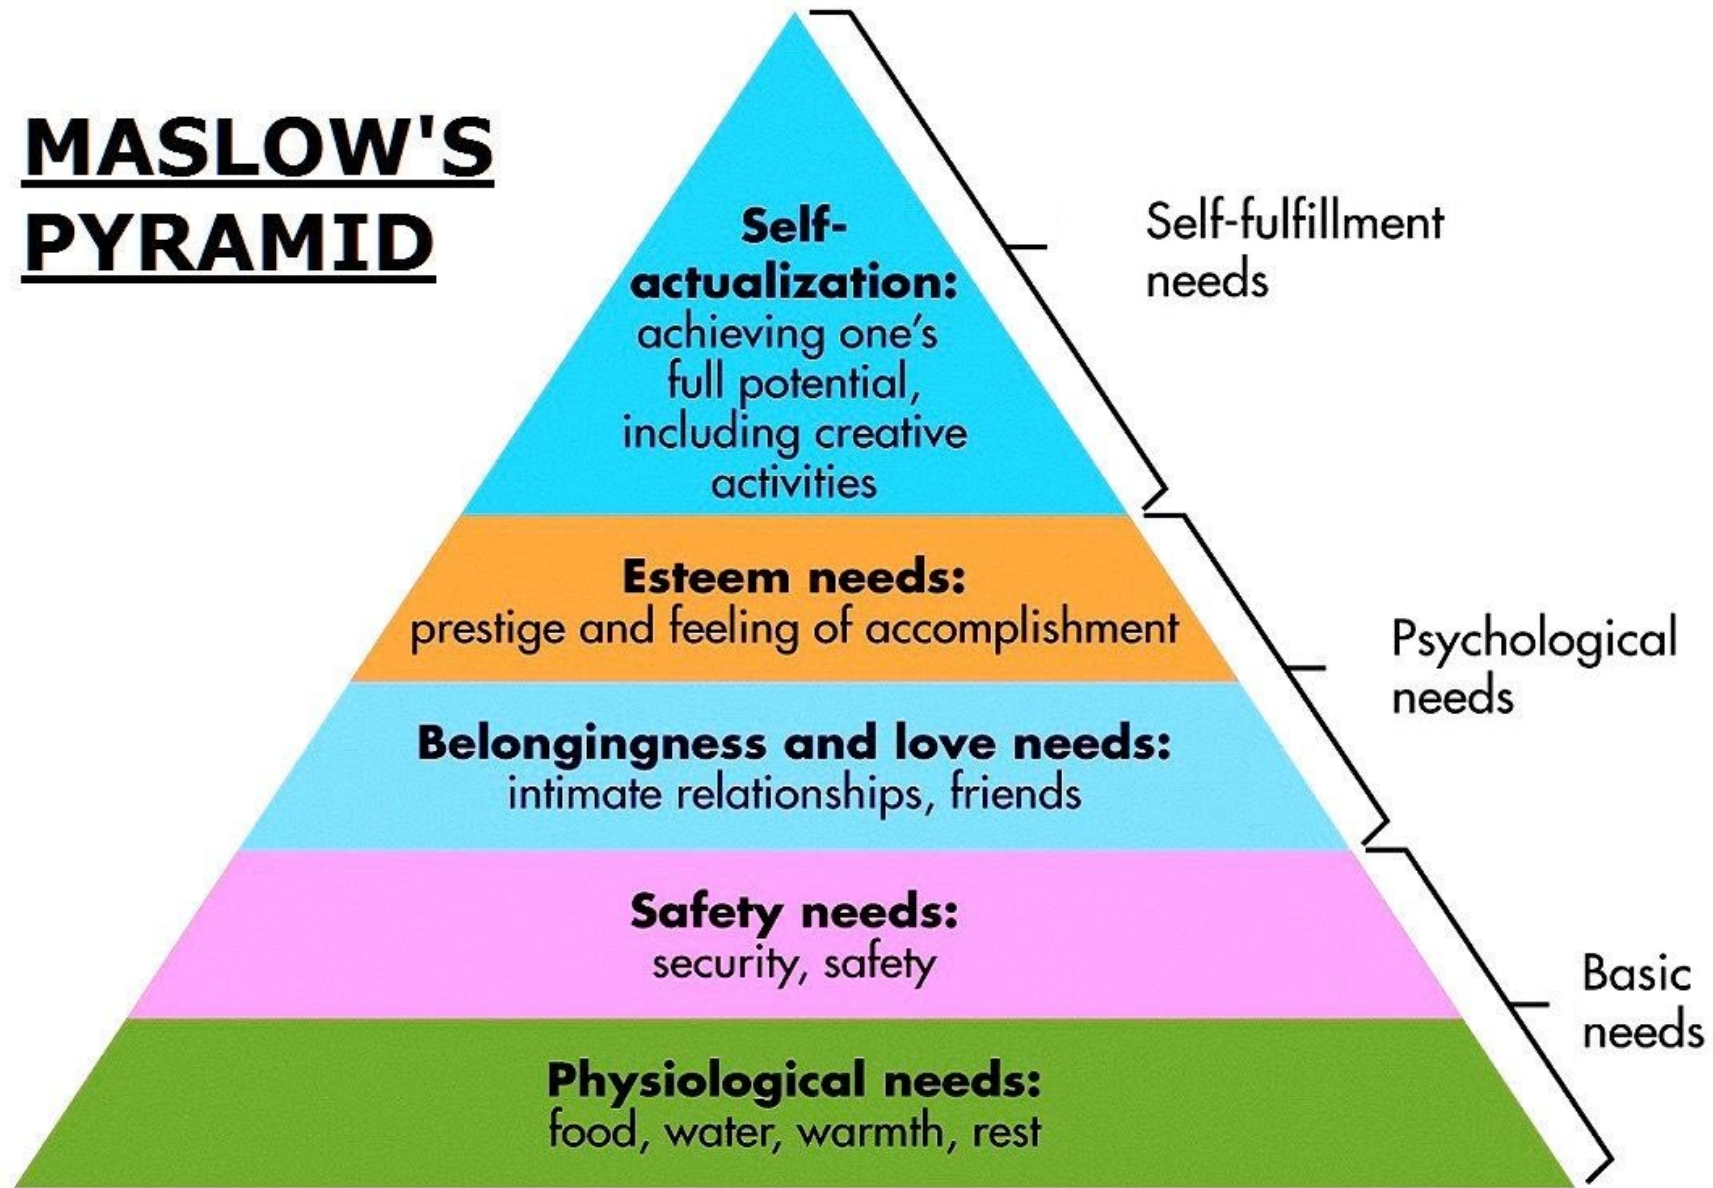 MASLOW'S
PYRAMID
Self-
actualization:
achieving one's
full potential,
including creative
activities
Self-fulfillment
needs
Esteem needs:
prestige and feeling of accomplishment
Belongingness and love needs:
intimate relationships, friends
Psychological
needs
Safety needs:
security, safety
Physiological needs:
food, water, warmth, rest
Basic
needs